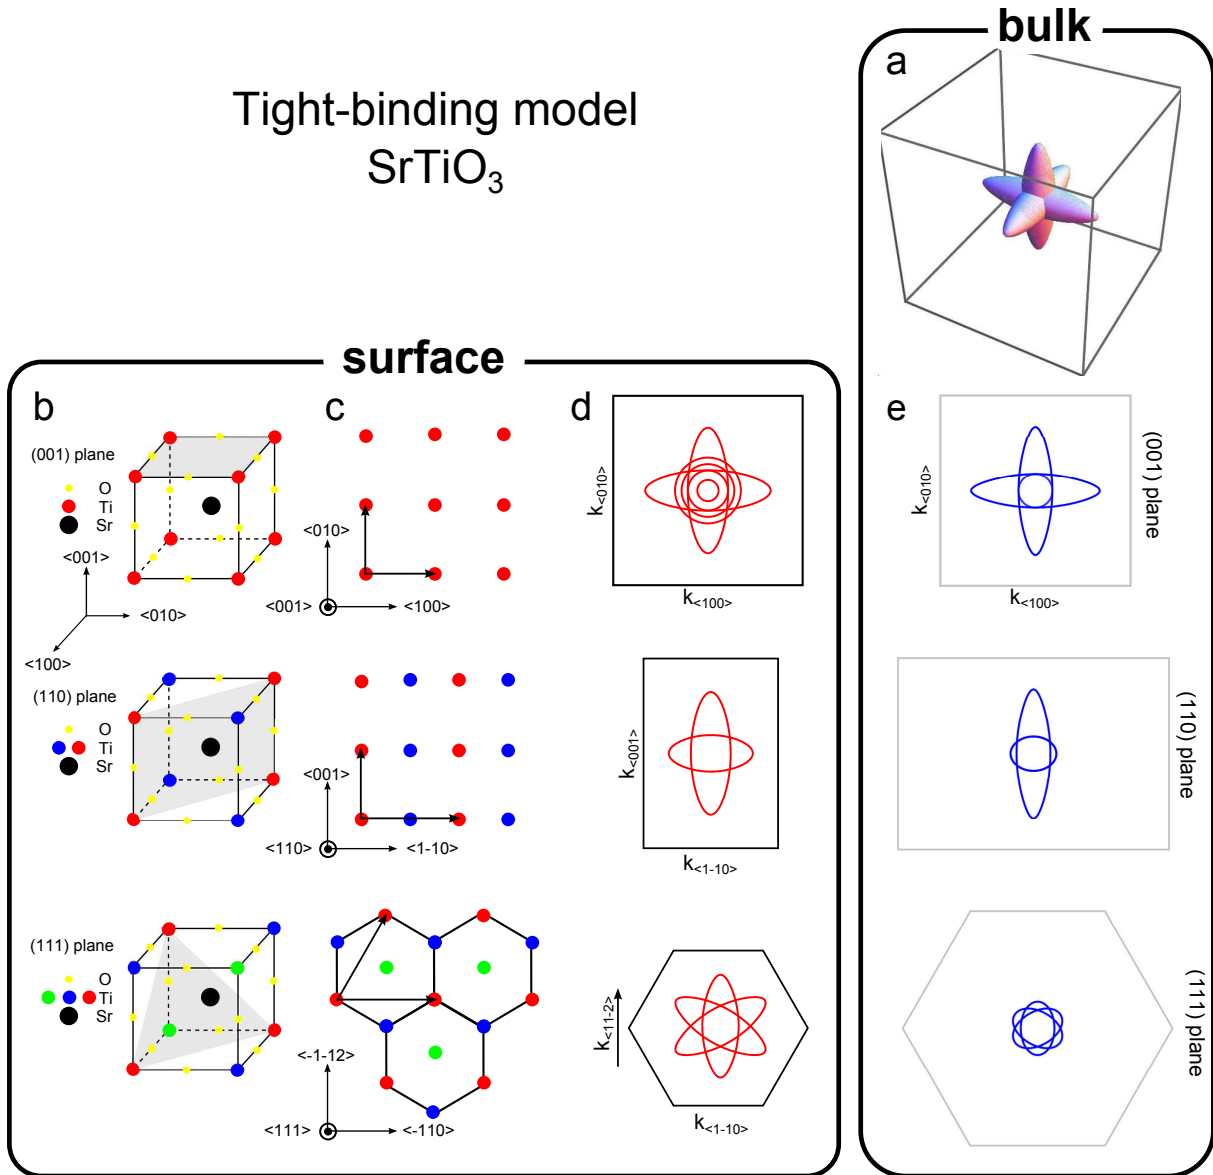 bulk
a
Tight-binding model
SrTiO3
surface
b
c
d
e
(001) plane
O
Ti
Sr
<001>
<010>
<100>
<010>
<001>
<100>
k<010>
k<100>
k<010>
k<100>
(001) plane
(110) plane
O
Ti
Sr
<001>
<110>
<1-10>
k<001>
k<1-10>
(110) plane
(111) plane
O
Ti
Sr
<-1-12>
<111>
<-110>
k<11-2>
k<1-10>
(111) plane